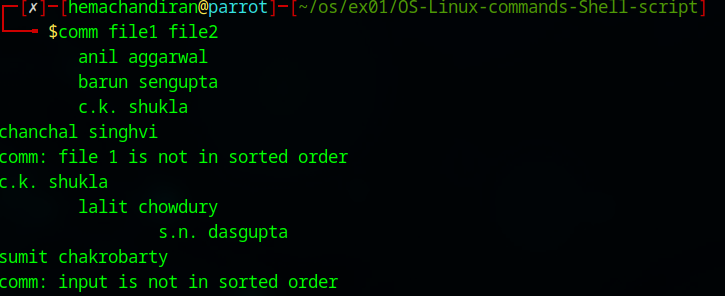 ┌─[✗]─[hemachandiran@parrot]─[~/os/ex01/OS-Linux-commands-Shell-script]
└──╼ $comm file1 file2
        anil aggarwal
        barun sengupta
        c.k. shukla
chanchal singhvi
comm: file 1 is not in sorted order
c.k. shukla
        lalit chowdury
                s.n. dasgupta
sumit chakrobarty
comm: input is not in sorted order